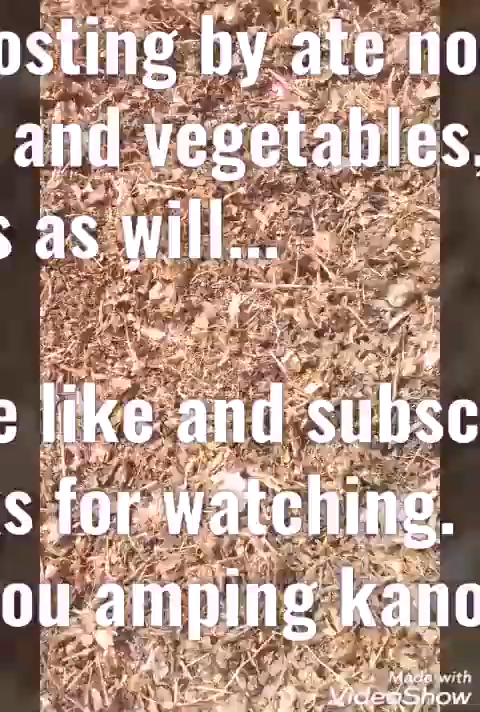 osting by ate no
and vegetables,
s as will...
e like and subsc
ks for watching.
ou amping kano
Made with
VideoShow